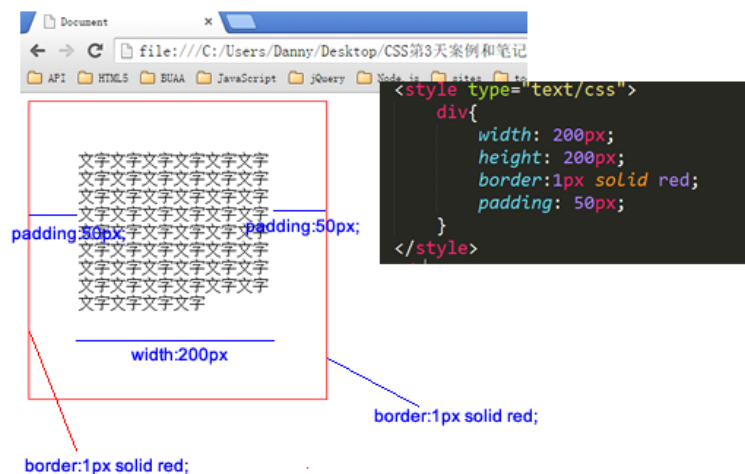 Document ×
file:///C:/Users/Danny/Desktop/CSS第3天案例和笔记
API HTML5 BUAA JavaScript jQuery Node.js sites to
<style type="text/css">
div{
width: 200px;
height: 200px;
border:1px solid red;
padding: 50px;
}
</style>
文字文字文字文字文字文字
文字文字文字文字文字文字
文字文字文字文字文字文字
文字文字文字文字文字文字
padding:50px;
padding:50px;
文字文字文字文字文字文字
文字文字文字文字文字文字
文字文字文字文字文字文字
文字文字文字文字文字文字
文字文字文字文字
width:200px
border:1px solid red;
border:1px solid red;